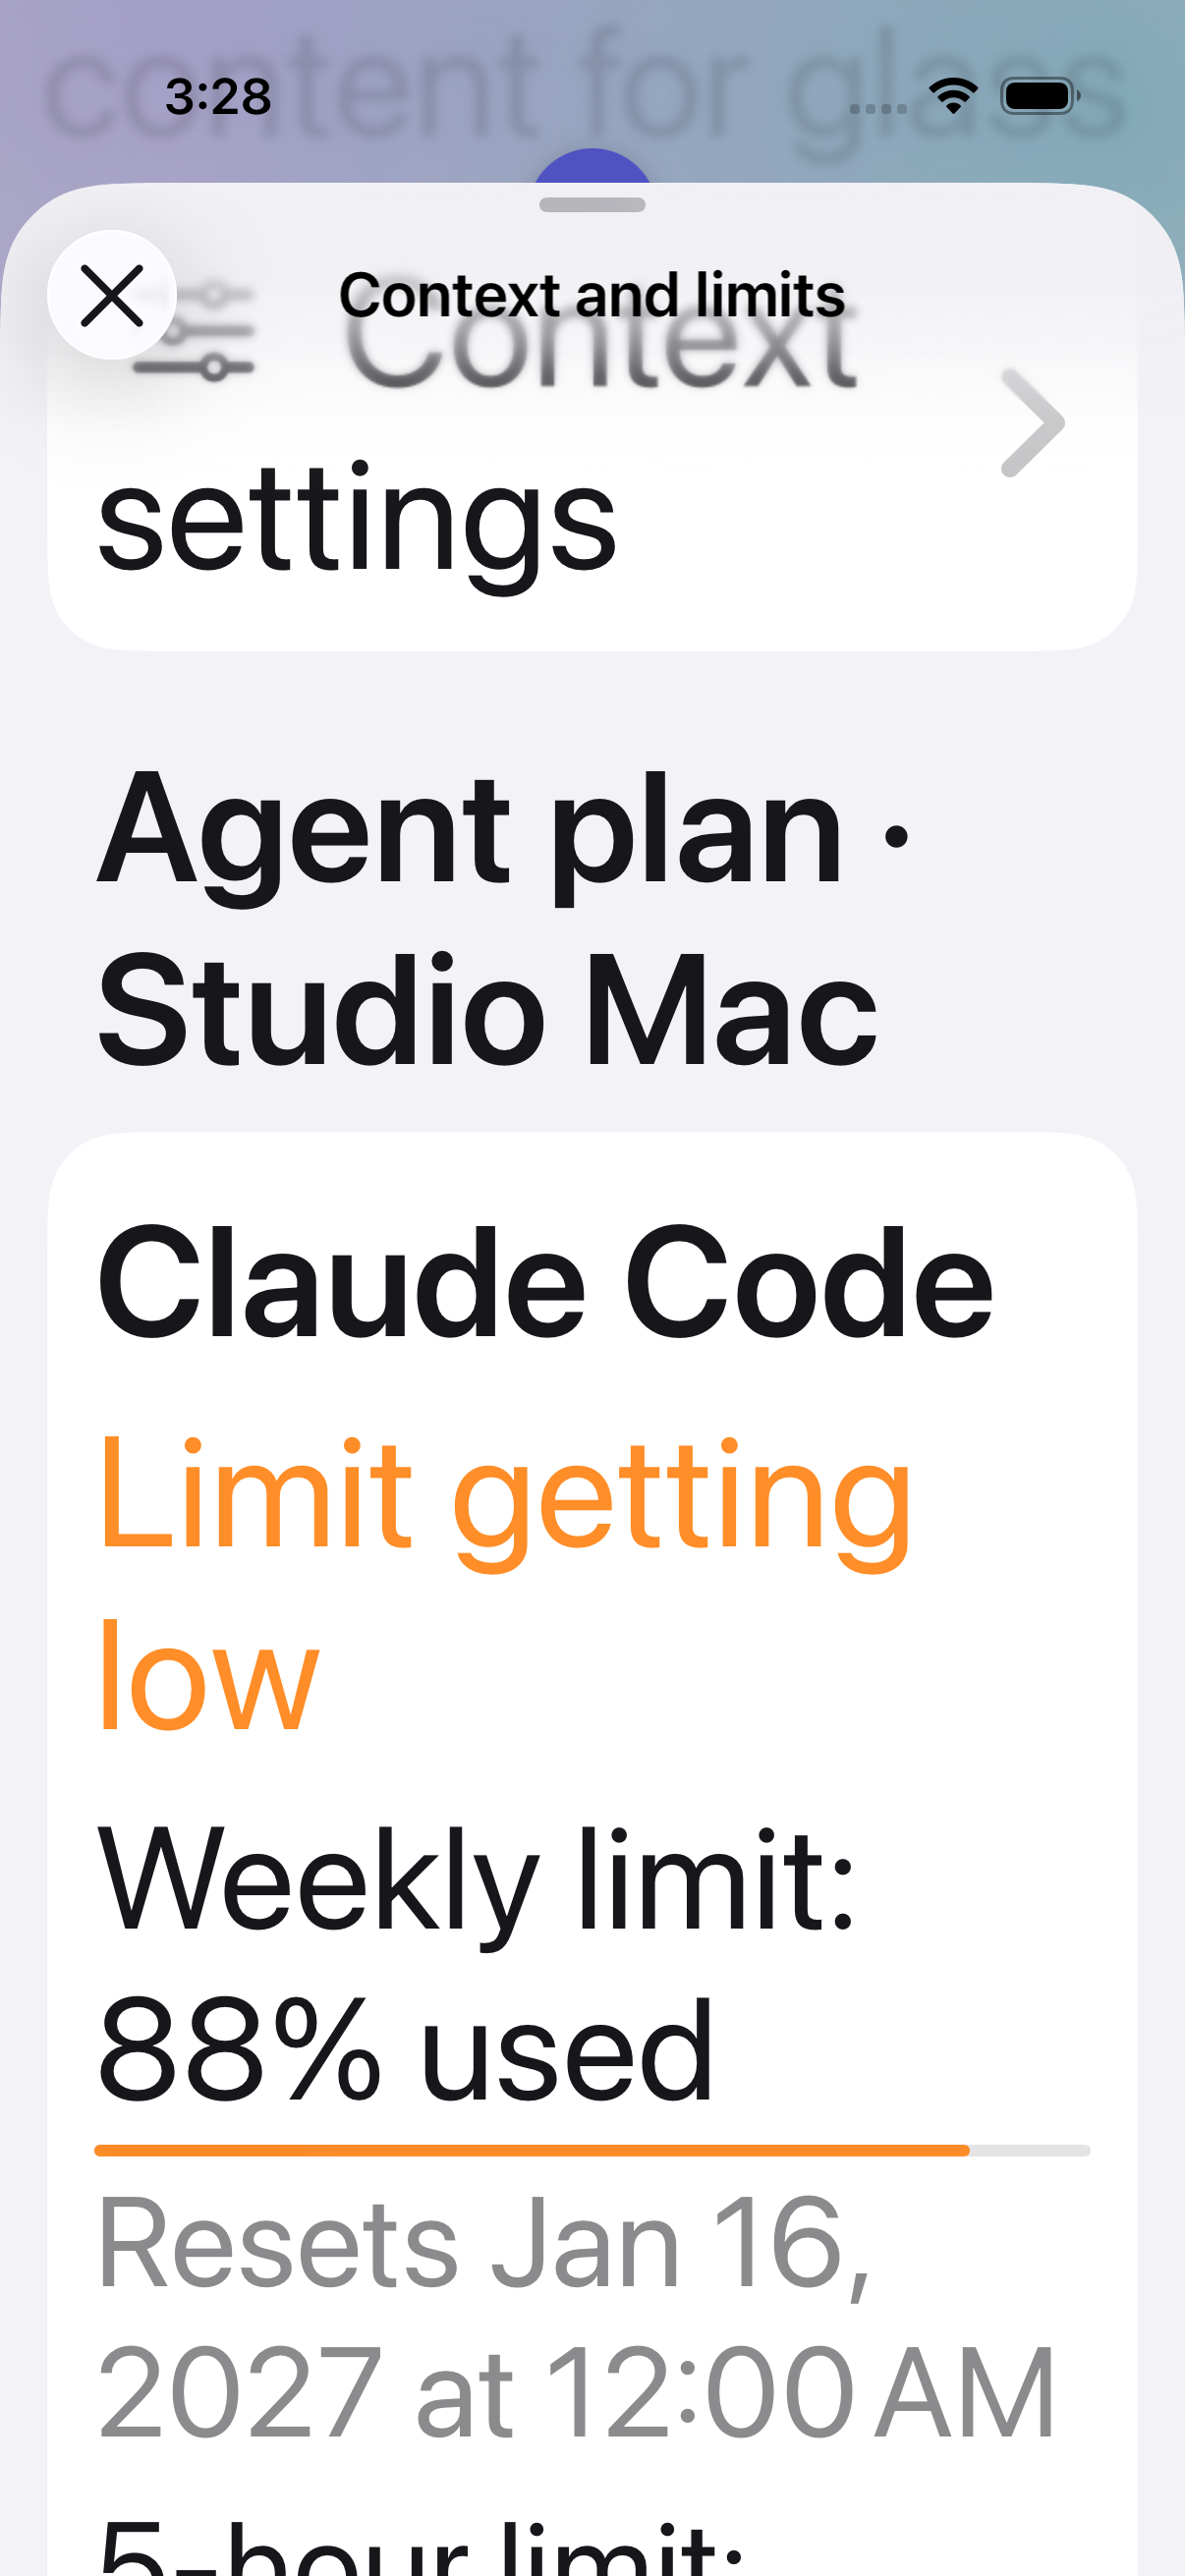 content for glass
3:28
Context and limits
Context
settings
Agent plan ·
Studio Mac
Claude Code
Limit getting
low
Weekly limit:
88% used
Resets Jan 16,
2027 at 12:00 AM
5-hour limit: